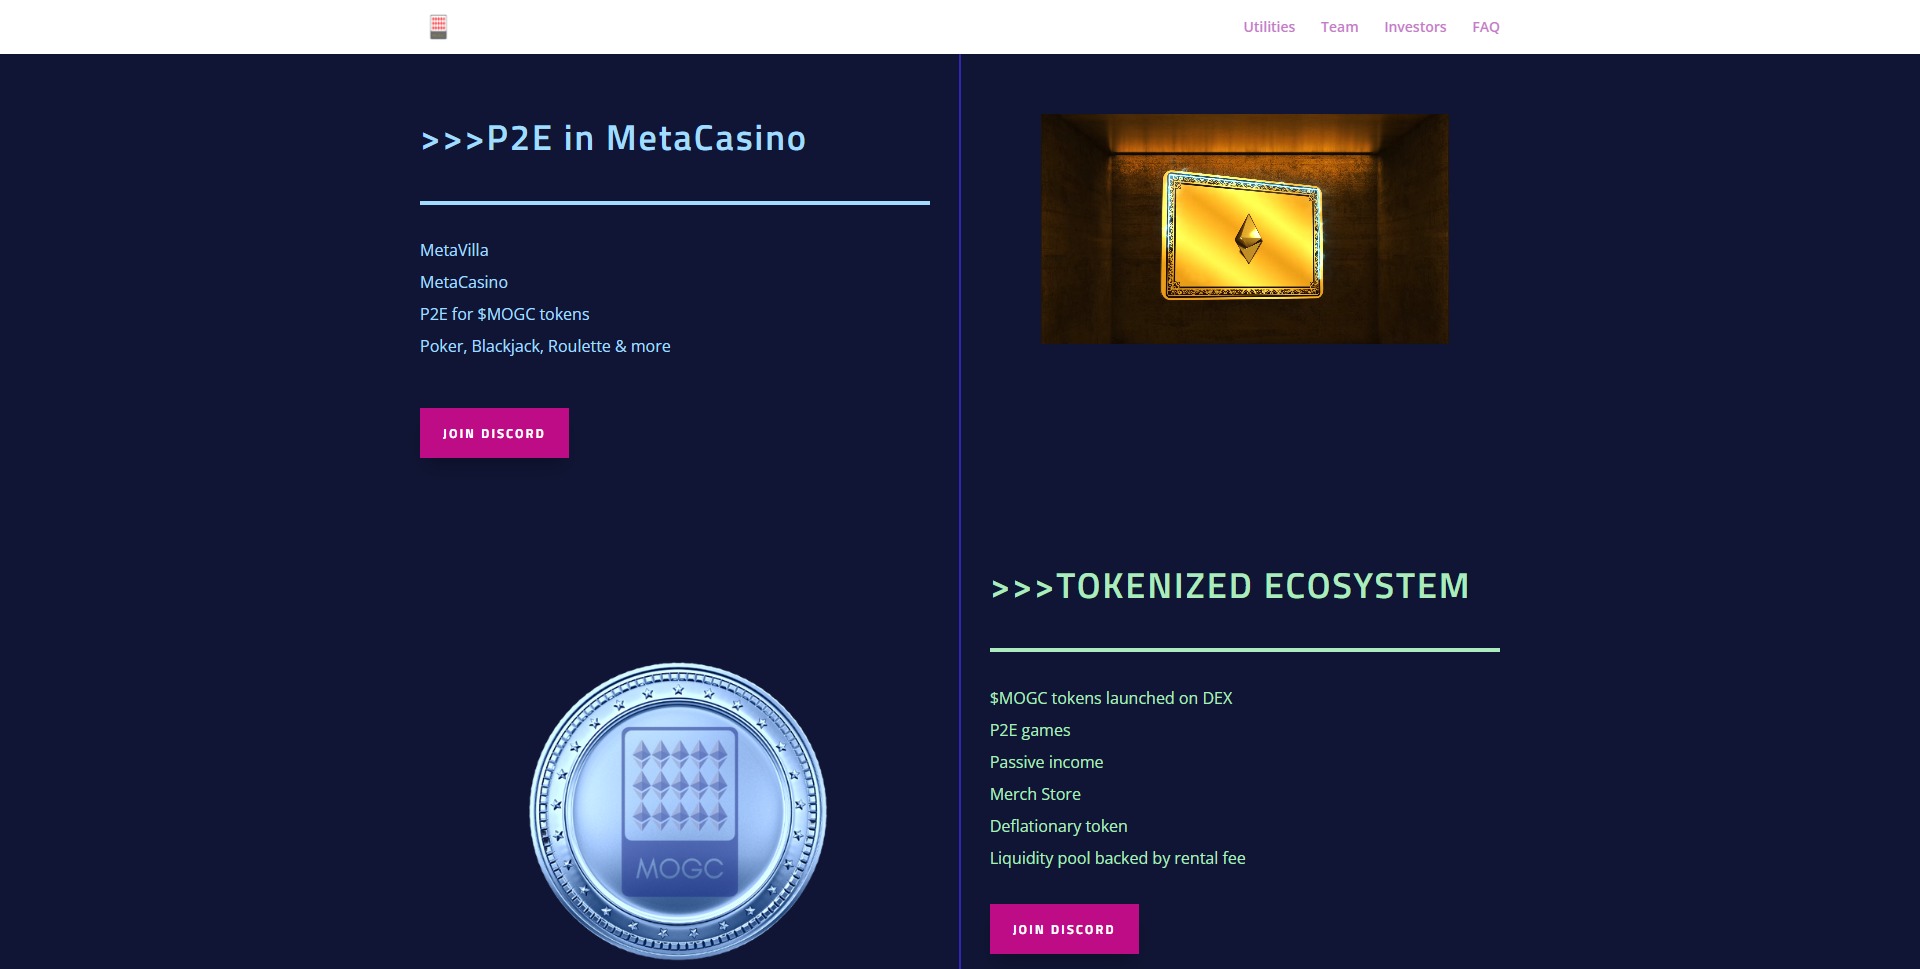 Utilities Team Investors FAQ
>>>P2E in MetaCasino
MetaVilla
MetaCasino
P2E for $MOGC tokens
Poker, Blackjack, Roulette & more
JOIN DISCORD
>>>TOKENIZED ECOSYSTEM
$MOGC tokens launched on DEX
P2E games
Passive income
Merch Store
Deflationary token
Liquidity pool backed by rental fee
JOIN DISCORD
MOGC